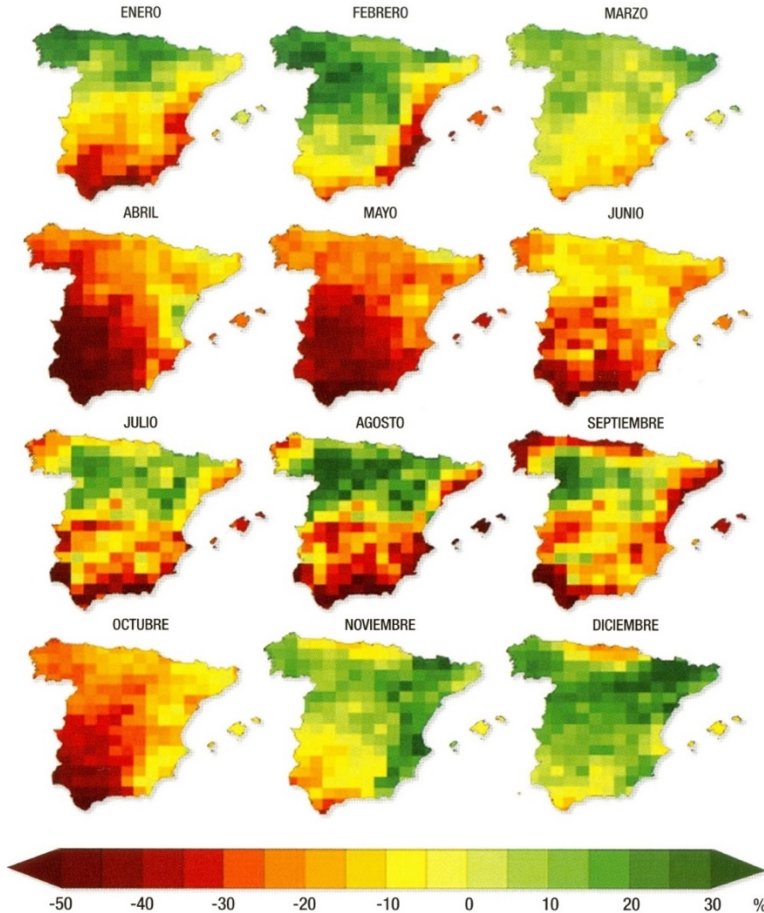 ENERO FEBRERO MARZO
ABRIL MAYO JUNIO
JULIO AGOSTO SEPTIEMBRE
OCTUBRE NOVIEMBRE DICIEMBRE
-50 -40 -30 -20 -10 0 10 20 30 %